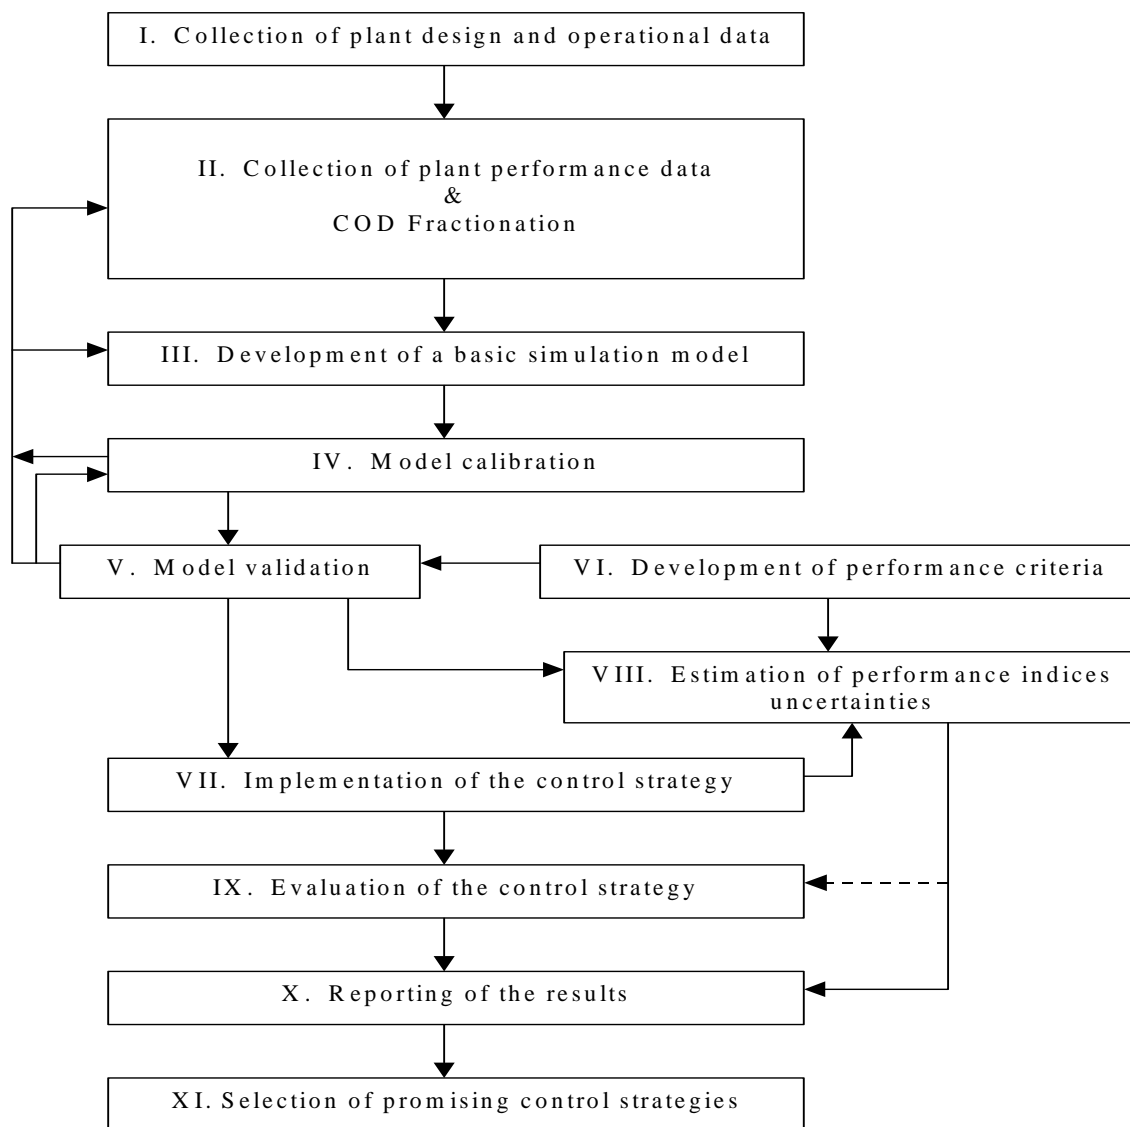 I. Collection of plant design and operational data
II. Collection of plant performance data
&
COD Fractionation
III. Development of a basic simulation model
IV. Model calibration
V. Model validation
VI. Development of performance criteria
VIII. Estimation of performance indices
uncertainties
VII. Implementation of the control strategy
IX. Evaluation of the control strategy
X. Reporting of the results
XI. Selection of promising control strategies